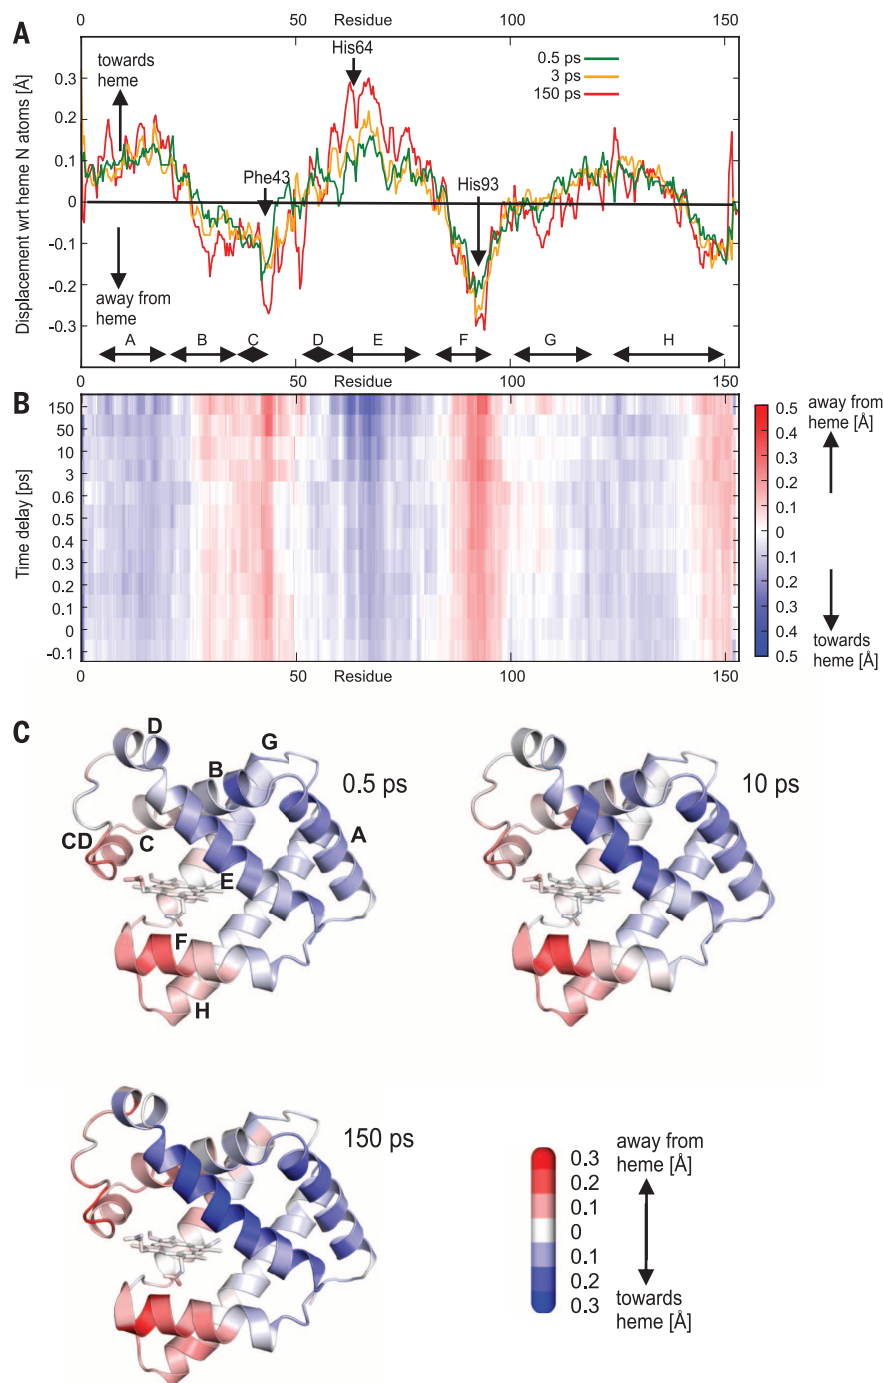 A
0 50 Residue 100 150
Displacement wrt heme N atoms [Å]
0.3
0.2
0.1
0
-0.1
-0.2
-0.3
towards
heme
away from
heme
His64
Phe43
His93
0.5 ps
3 ps
150 ps
A B C D E F G H
0 50 Residue 100 150
B
Time delay [ps]
150
50
10
3
0.6
0.5
0.4
0.3
0.2
0.1
0
-0.1
0 50 Residue 100 150
0.5
0.4
0.3
0.2
0.1
0
0.1
0.2
0.3
0.4
0.5
away from
heme [Å]
towards
heme [Å]
C
D
G
B
0.5 ps
CD
C
A
E
F
H
10 ps
150 ps
0.3
0.2
0.1
0
0.1
0.2
0.3
away from
heme [Å]
towards
heme [Å]